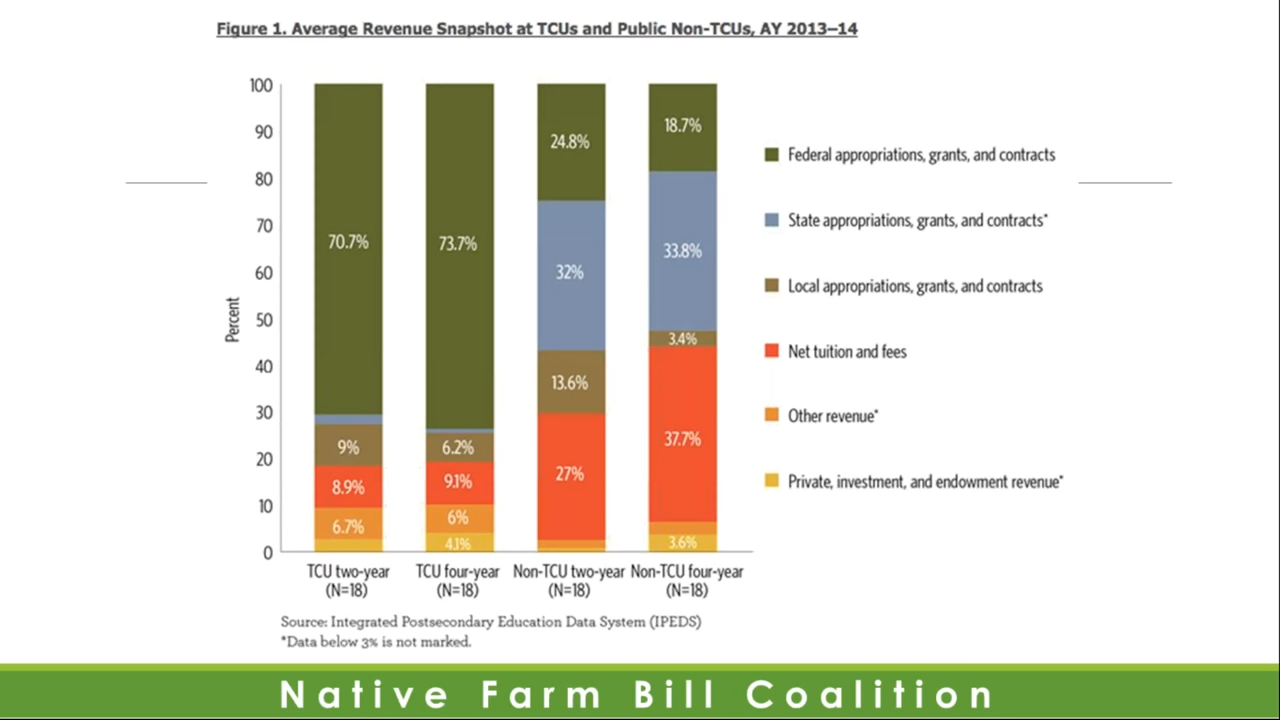 Figure 1. Average Revenue Snapshot at TCUs and Public Non-TCUs, AY 2013–14
100
90
80
70
60
50
40
30
20
10
0
Percent
70.7%
9%
8.9%
6.7%
73.7%
6.2%
9.1%
6%
4.1%
24.8%
32%
13.6%
27%
18.7%
33.8%
3.4%
37.7%
3.6%
TCU two-year
(N=18)
TCU four-year
(N=18)
Non-TCU two-year
(N=18)
Non-TCU four-year
(N=18)
Federal appropriations, grants, and contracts
State appropriations, grants, and contracts*
Local appropriations, grants, and contracts
Net tuition and fees
Other revenue*
Private, investment, and endowment revenue*
Source: Integrated Postsecondary Education Data System (IPEDS)
*Data below 3% is not marked.
Native Farm Bill Coalition